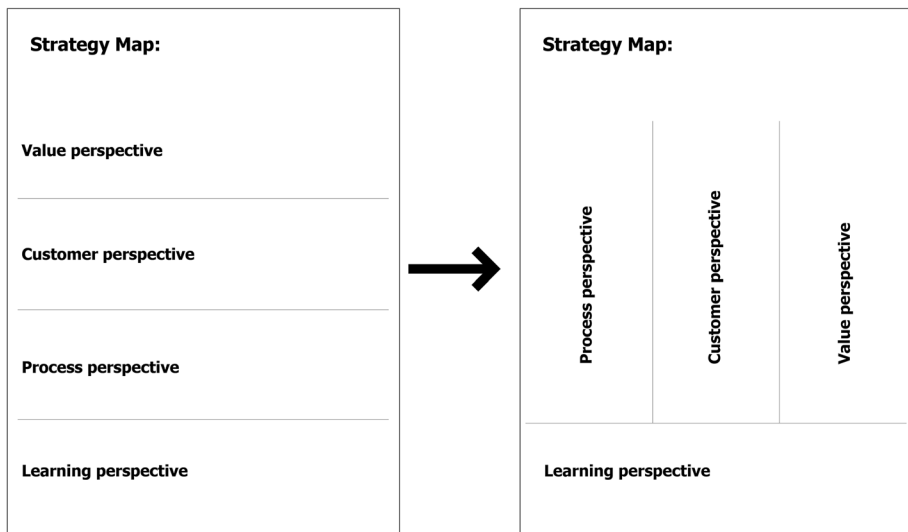 Strategy Map:
Value perspective
Customer perspective
Process perspective
Learning perspective
Strategy Map:
Process perspective
Customer perspective
Value perspective
Learning perspective